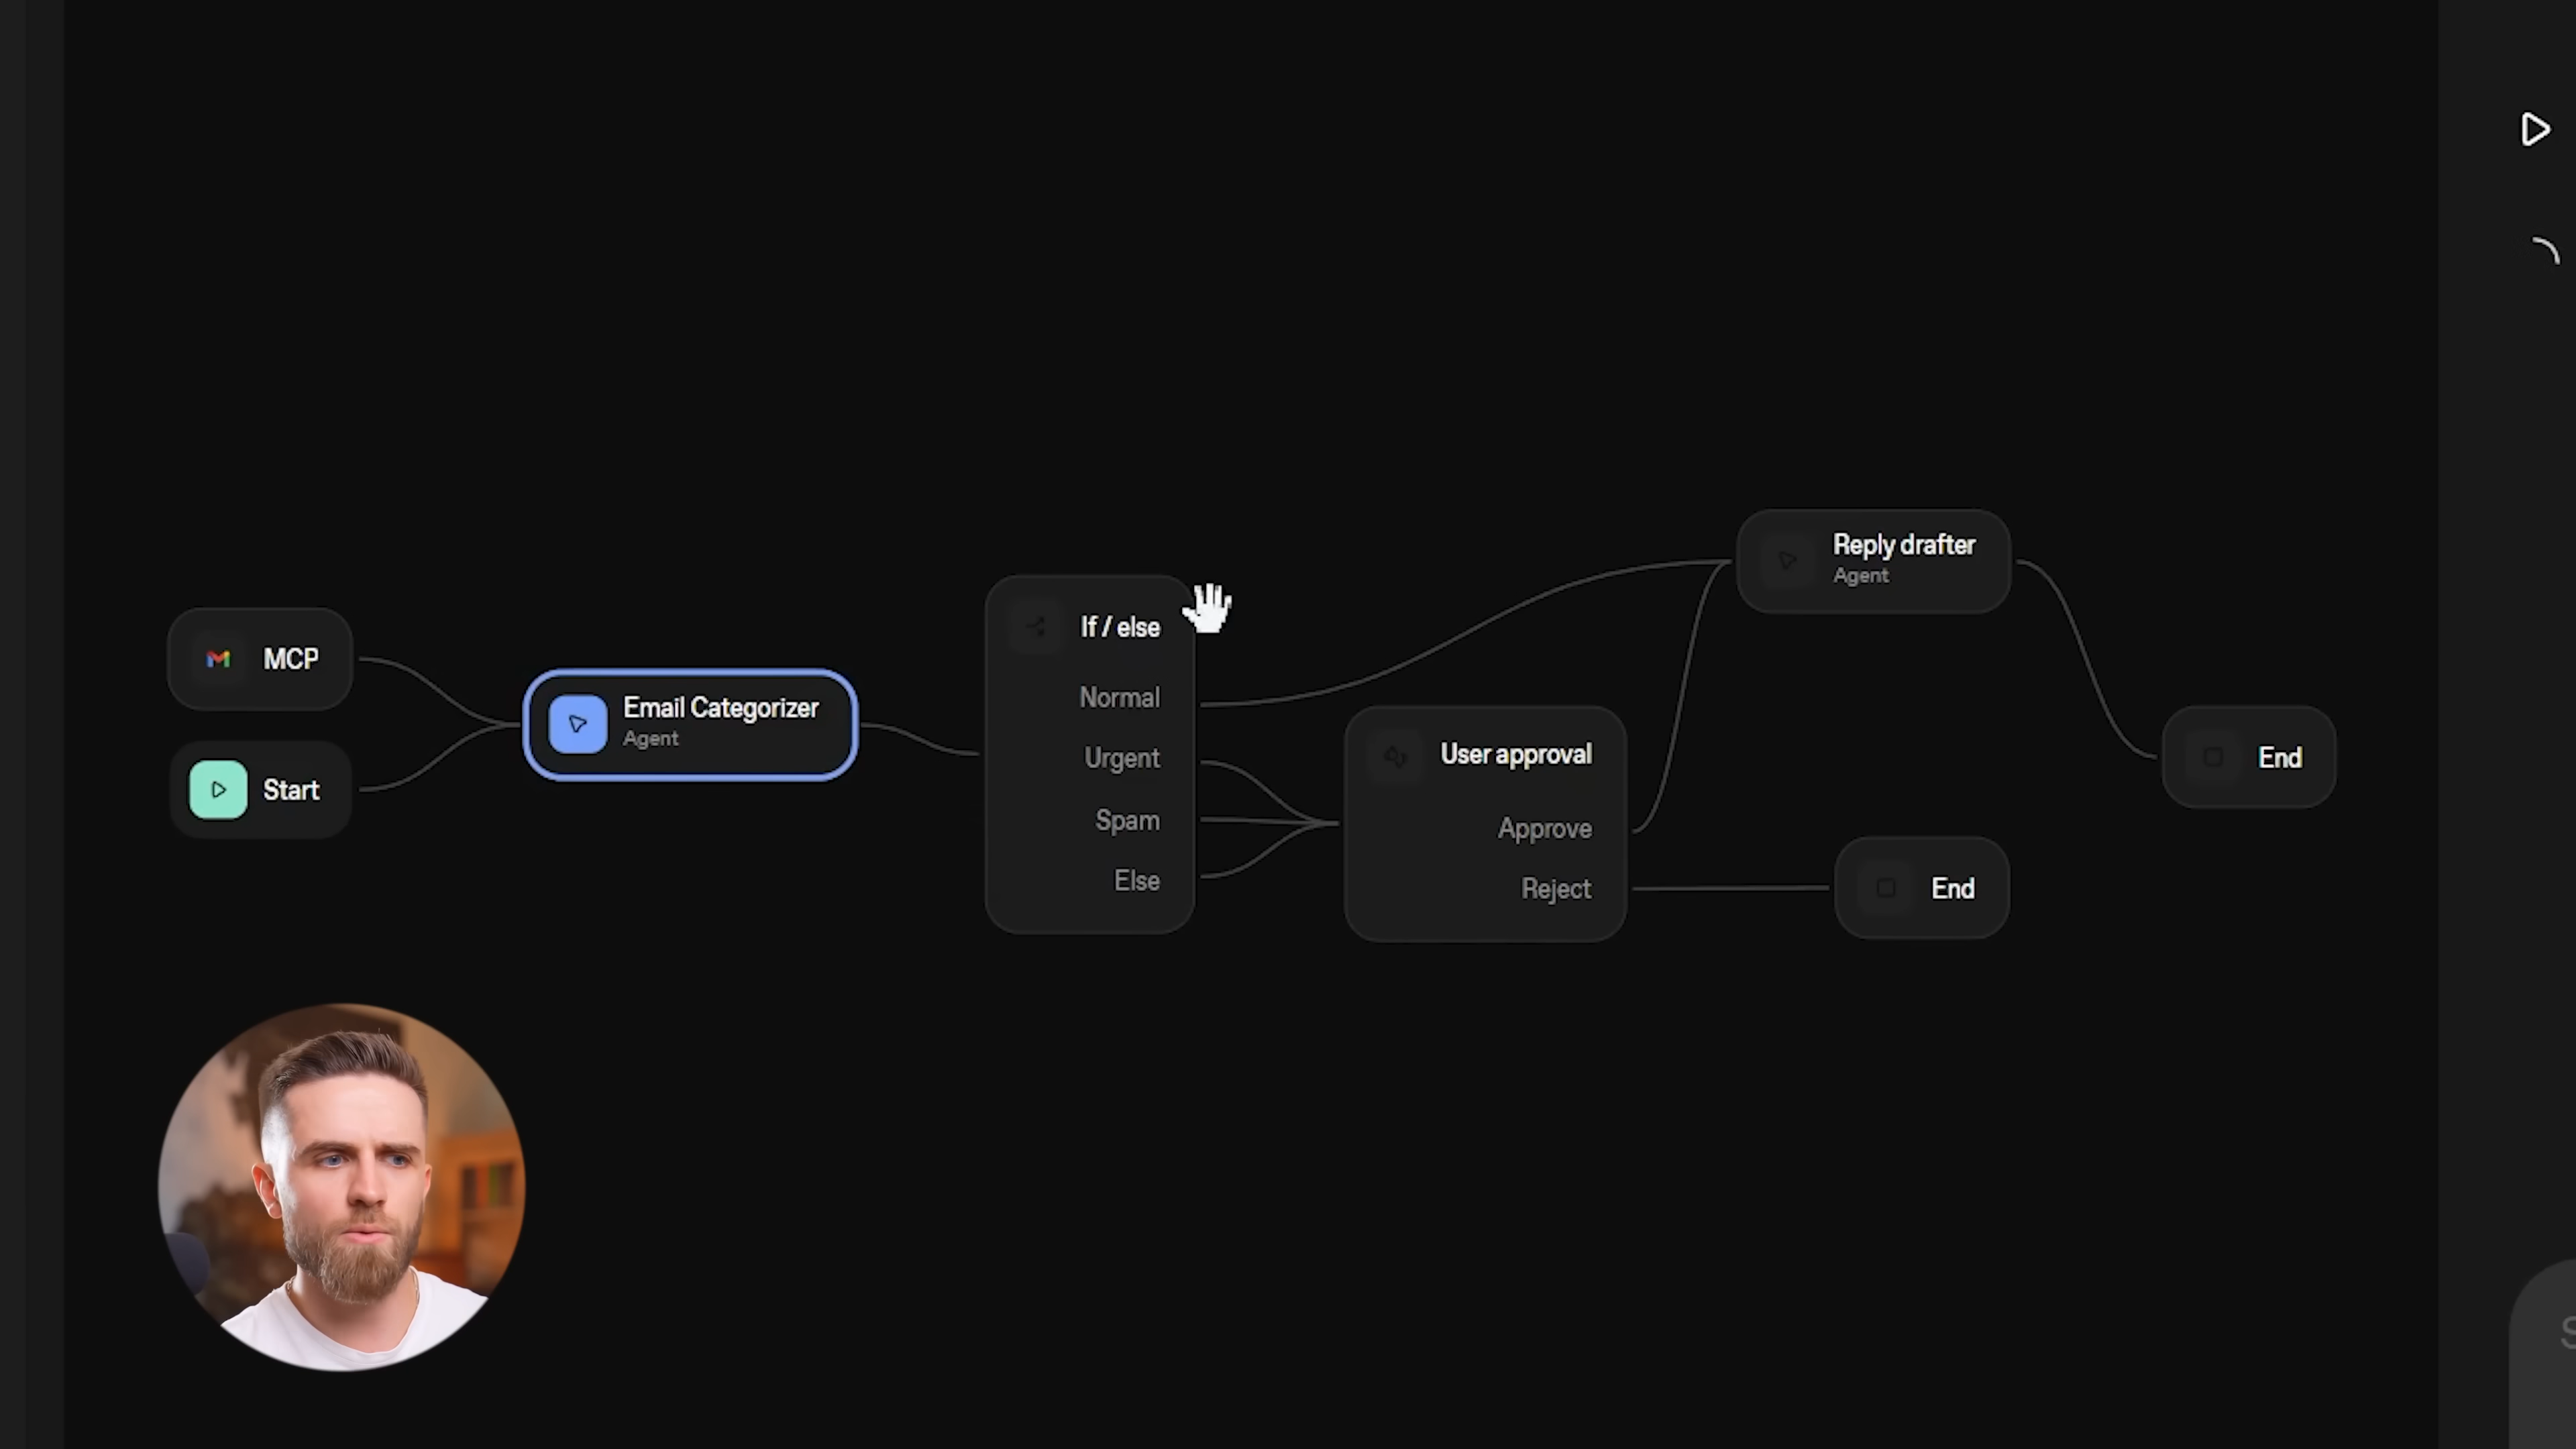 MCP
Start
Email Categorizer
Agent
If / else
Normal
Urgent
Spam
Else
User approval
Approve
Reject
Reply drafter
Agent
End
End